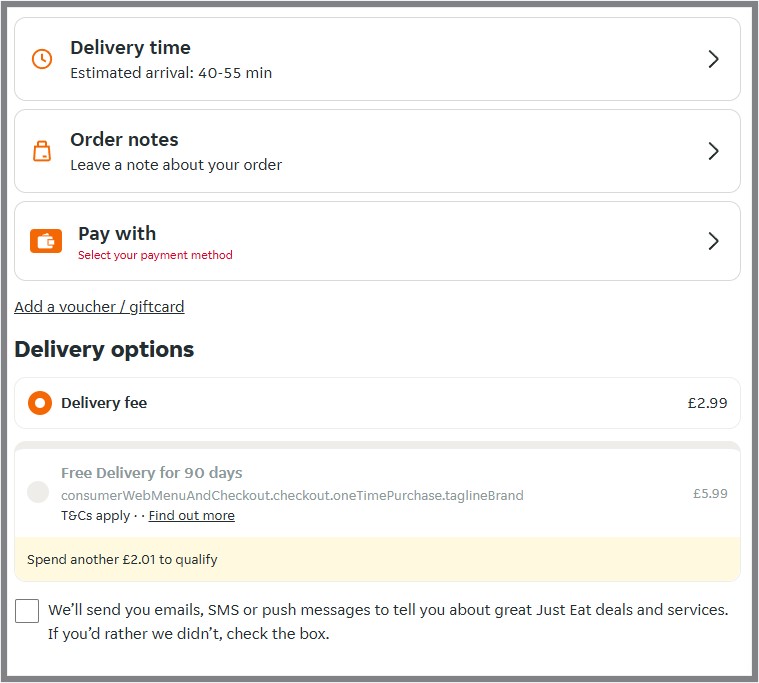 Delivery time
Estimated arrival: 40-55 min
Order notes
Leave a note about your order
Pay with
Select your payment method
Add a voucher / giftcard
Delivery options
Delivery fee
£2.99
Free Delivery for 90 days
consumerWebMenuAndCheckout.checkout.oneTimePurchase.taglineBrand
£5.99
T&Cs apply · · Find out more
Spend another £2.01 to qualify
We’ll send you emails, SMS or push messages to tell you about great Just Eat deals and services.
If you’d rather we didn’t, check the box.